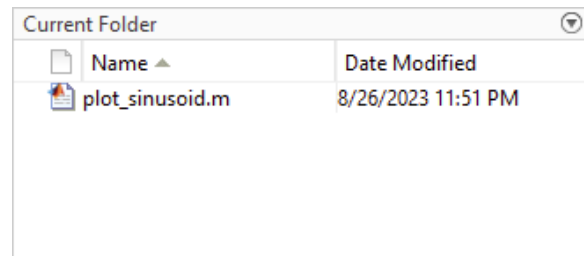 Current Folder
Name Date Modified
plot_sinusoid.m 8/26/2023 11:51 PM